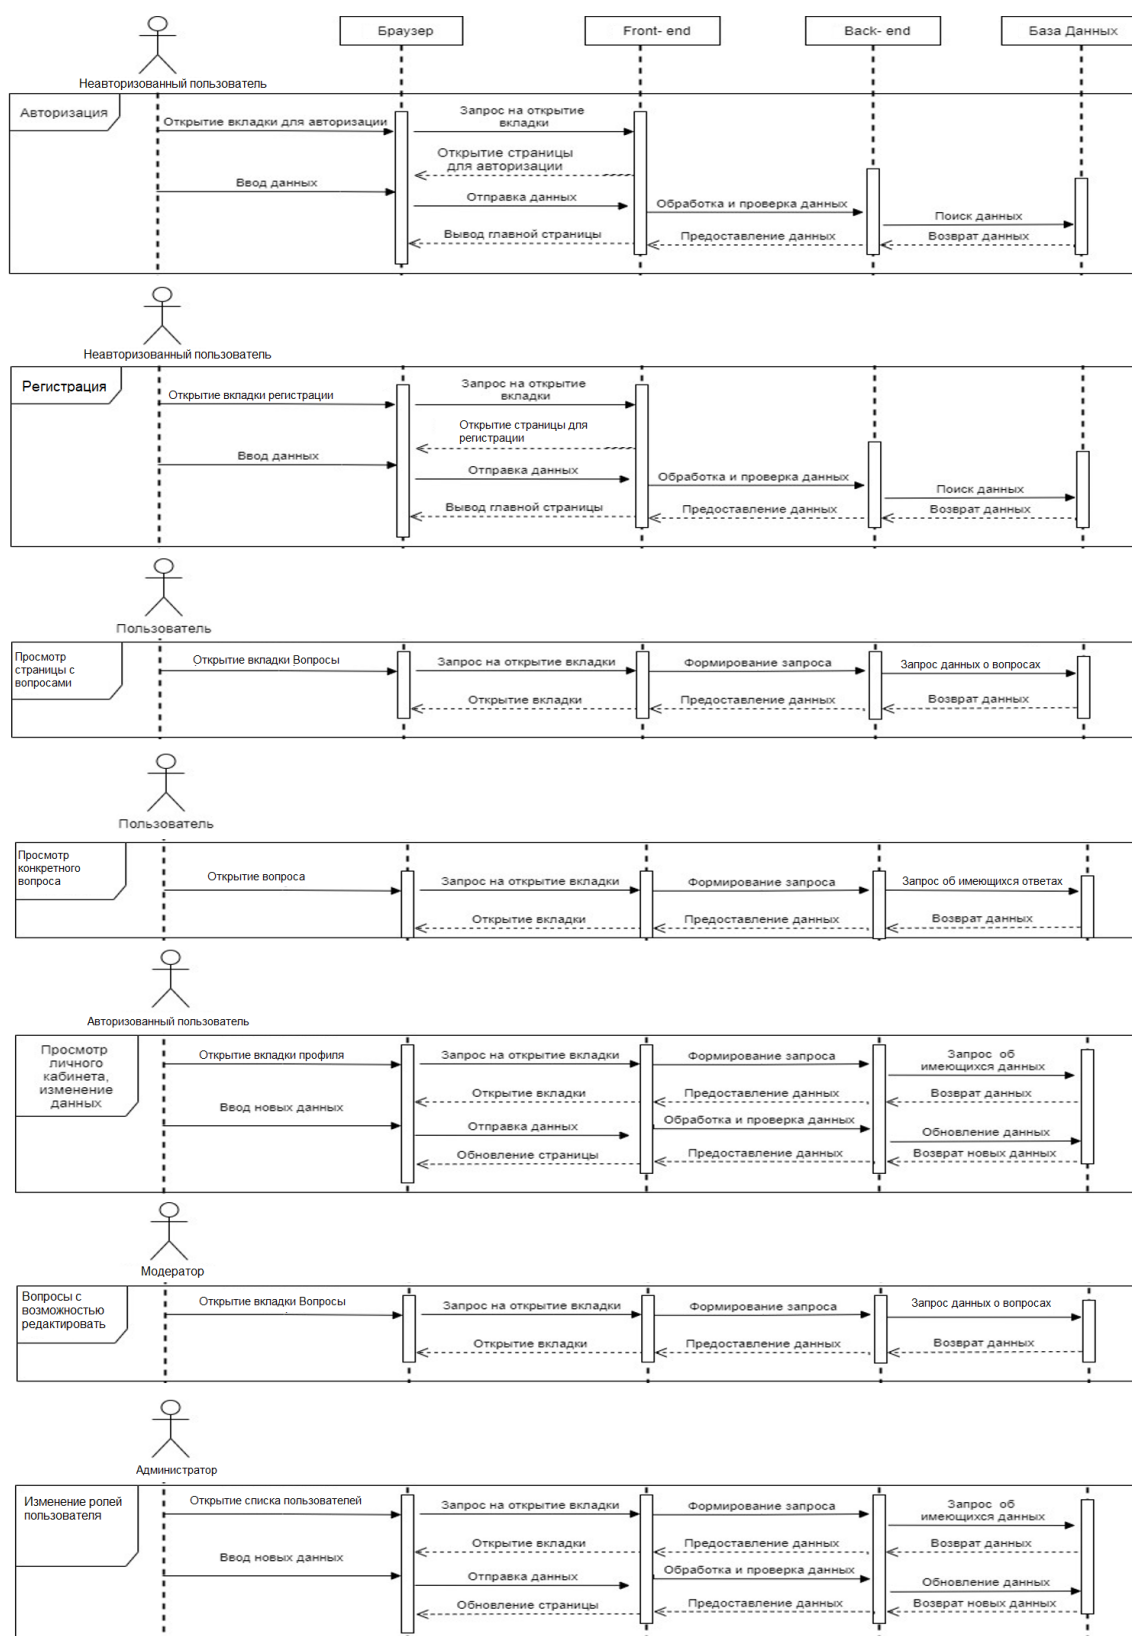 Браузер
Front- end
Back- end
База Данных
Неавторизованный пользователь
Авторизация
Открытие вкладки для авторизации
Запрос на открытие
вкладки
Открытие страницы
для авторизации
Ввод данных
Отправка данных
Обработка и проверка данных
Поиск данных
Вывод главной страницы
Предоставление данных
Возврат данных
Неавторизованный пользователь
Регистрация
Открытие вкладки регистрации
Запрос на открытие
вкладки
Открытие страницы для
регистрации
Ввод данных
Отправка данных
Обработка и проверка данных
Поиск данных
Вывод главной страницы
Предоставление данных
Возврат данных
Пользователь
Просмотр
страницы с
вопросами
Открытие вкладки Вопросы
Запрос на открытие вкладки
Формирование запроса
Запрос данных о вопросах
Открытие вкладки
Предоставление данных
Возврат данных
Пользователь
Просмотр
конкретного
вопроса
Открытие вопроса
Запрос на открытие вкладки
Формирование запроса
Запрос об имеющихся ответах
Открытие вкладки
Предоставление данных
Возврат данных
Авторизованный пользователь
Просмотр
личного
кабинета,
изменение
данных
Открытие вкладки профиля
Запрос на открытие вкладки
Формирование запроса
Запрос об
имеющихся данных
Открытие вкладки
Предоставление данных
Возврат данных
Ввод новых данных
Отправка данных
Обработка и проверка данных
Обновление данных
Обновление страницы
Предоставление данных
Возврат новых данных
Модератор
Вопросы с
возможностью
редактировать
Открытие вкладки Вопросы
Запрос на открытие вкладки
Формирование запроса
Запрос данных о вопросах
Открытие вкладки
Предоставление данных
Возврат данных
Администратор
Изменение ролей
пользователя
Открытие списка пользователей
Запрос на открытие вкладки
Формирование запроса
Запрос об
имеющихся данных
Открытие вкладки
Предоставление данных
Возврат данных
Ввод новых данных
Отправка данных
Обработка и проверка данных
Обновление данных
Обновление страницы
Предоставление данных
Возврат новых данных